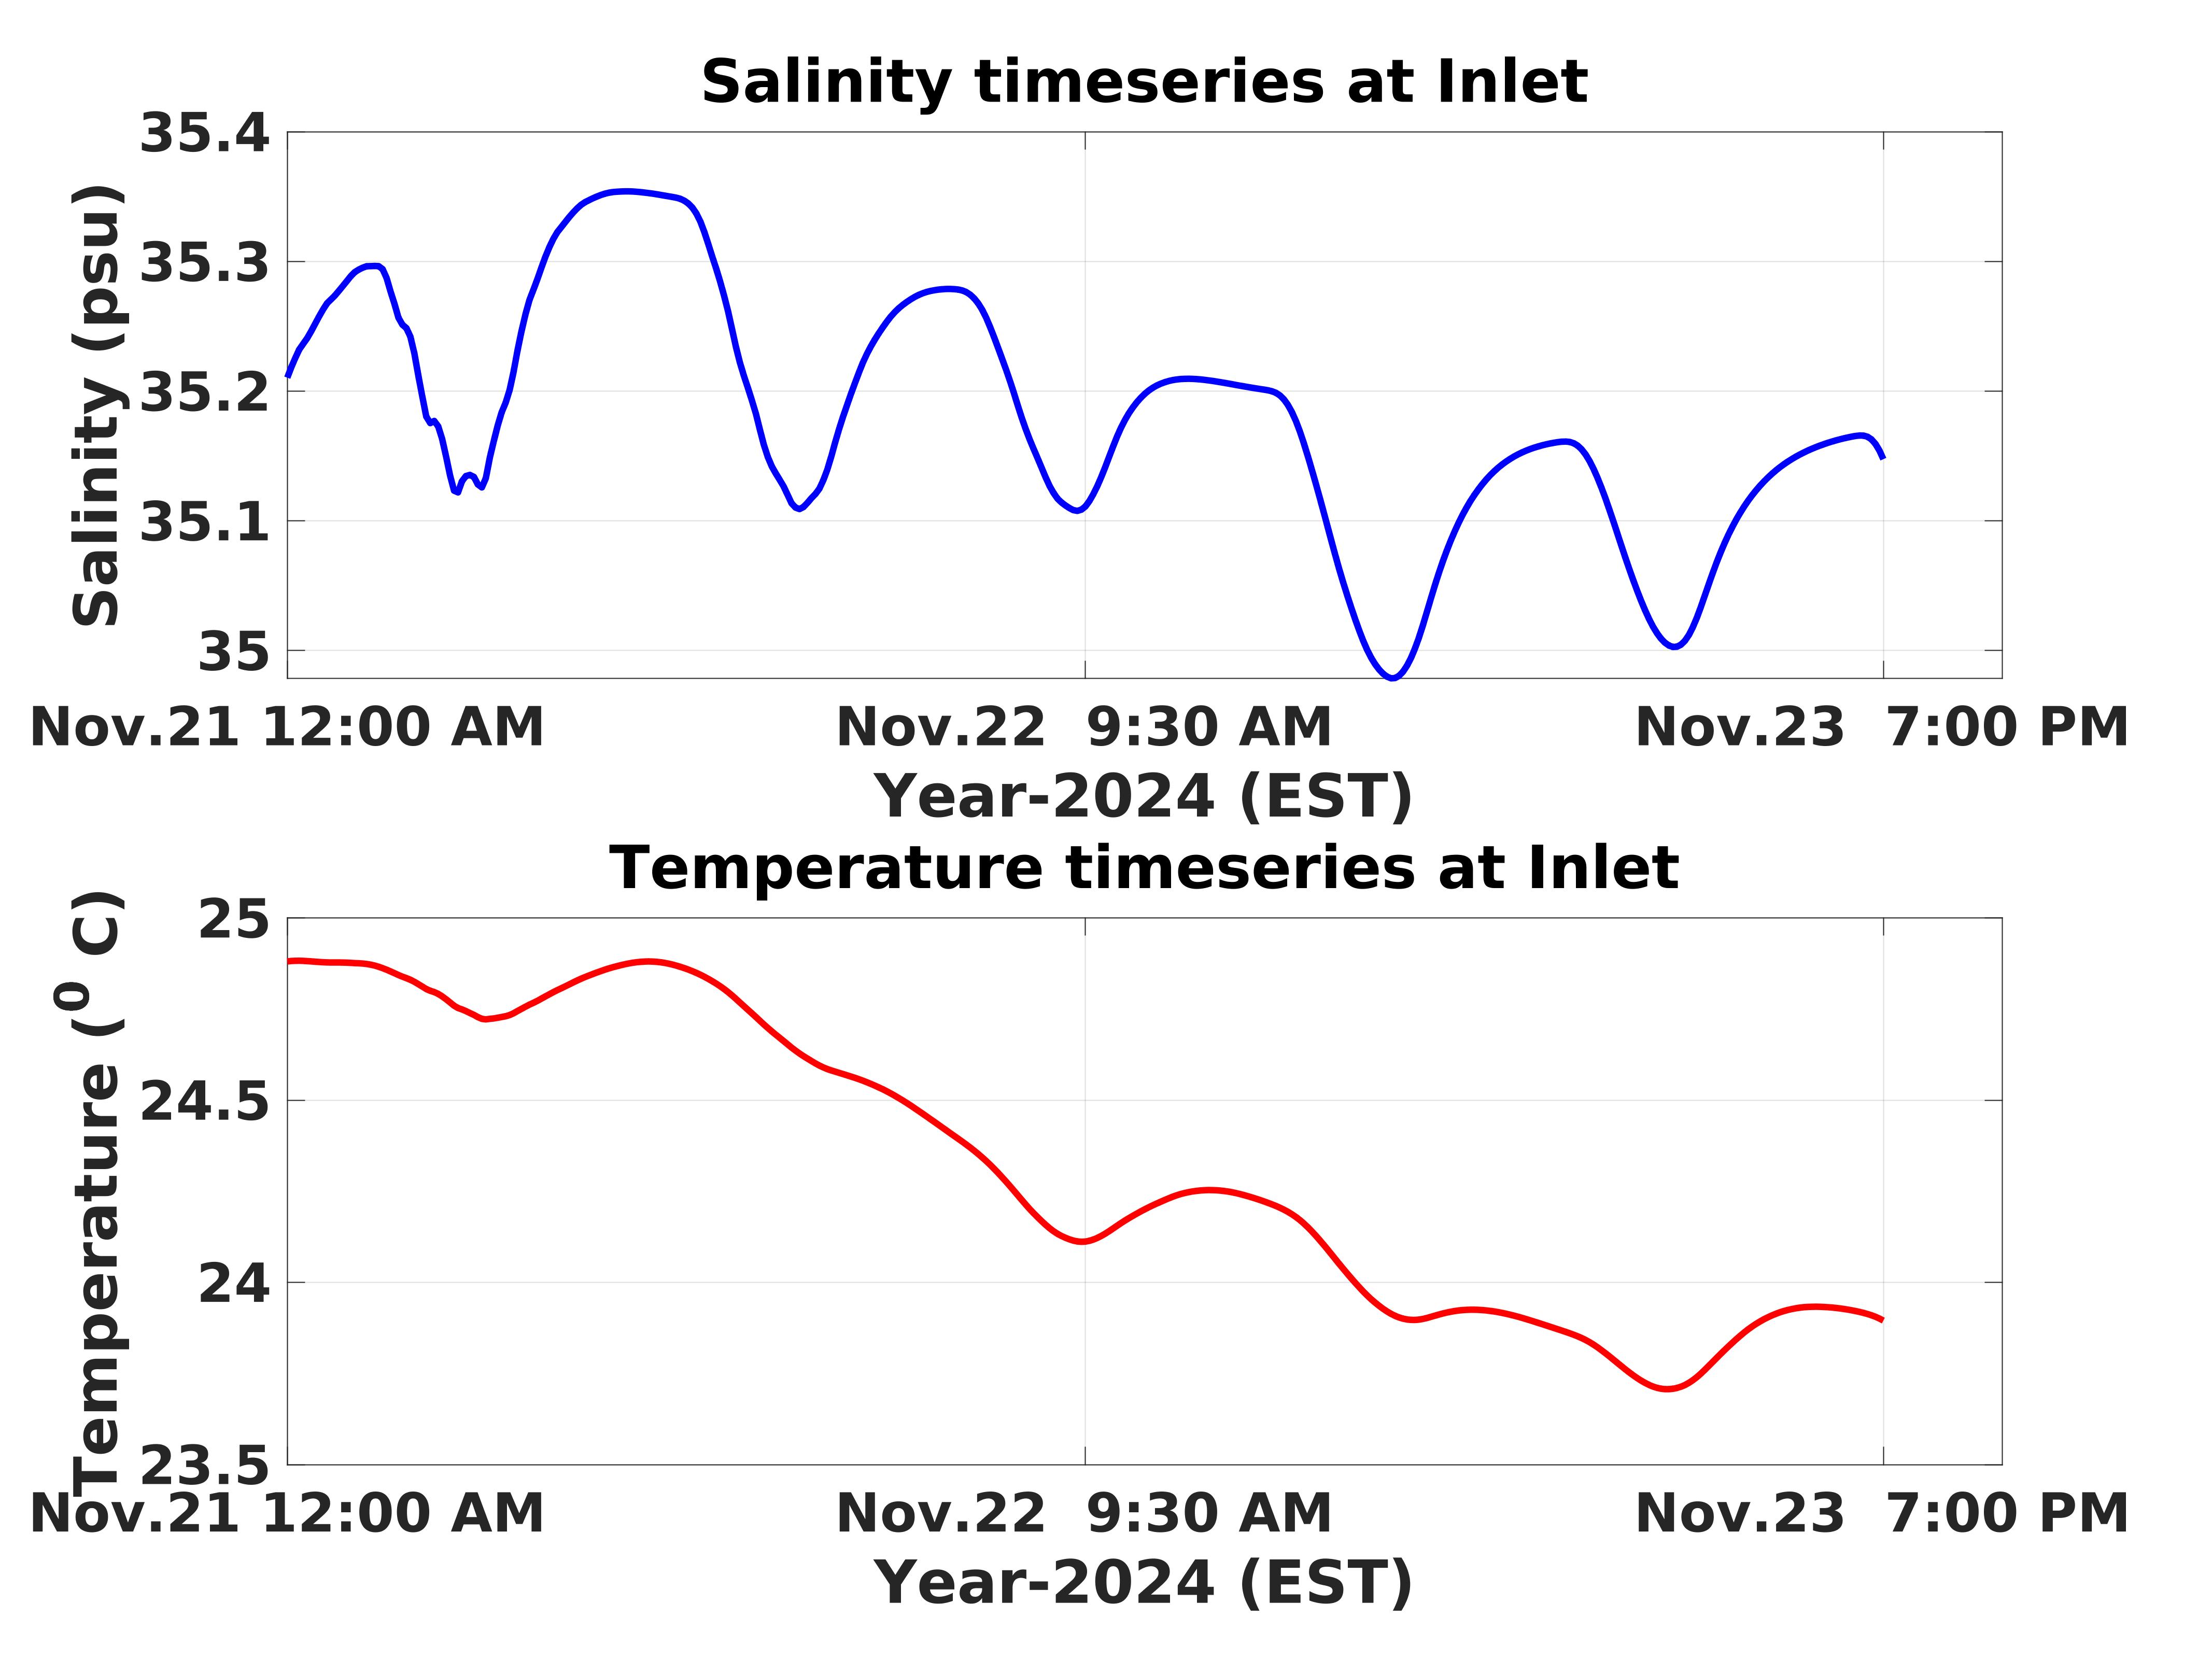 Salinity timeseries at Inlet
Salinity (psu)
35.4
35.3
35.2
35.1
35
Nov.21 12:00 AM
Nov.22  9:30 AM
Nov.23  7:00 PM
Year-2024 (EST)
Temperature timeseries at Inlet
Temperature (⁰ C)
25
24.5
24
23.5
Nov.21 12:00 AM
Nov.22  9:30 AM
Nov.23  7:00 PM
Year-2024 (EST)